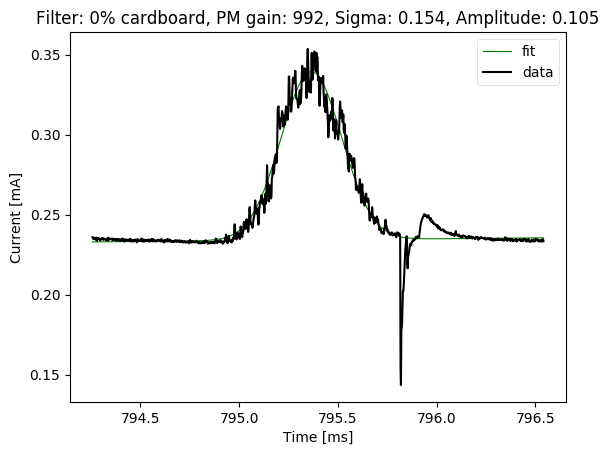 Filter: 0% cardboard, PM gain: 992, Sigma: 0.154, Amplitude: 0.105
fit
data
0.35
0.30
0.25
0.20
0.15
Current [mA]
794.5 795.0 795.5 796.0 796.5
Time [ms]